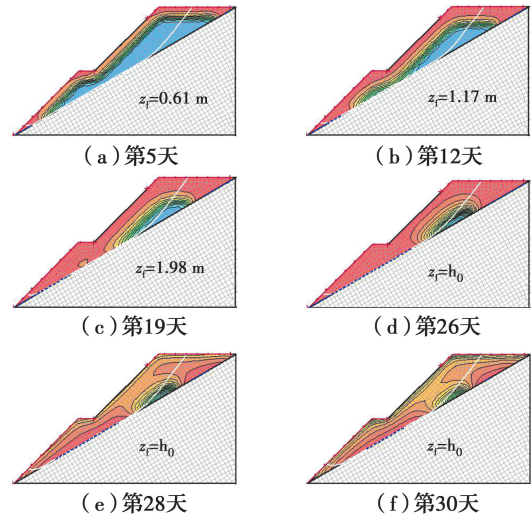 z_f=0.61 m
z_f=1.17 m
(a)第5天
(b)第12天
z_f=1.98 m
z_f=h_0
(c)第19天
(d)第26天
z_f=h_0
z_f=h_0
(e)第28天
(f)第30天